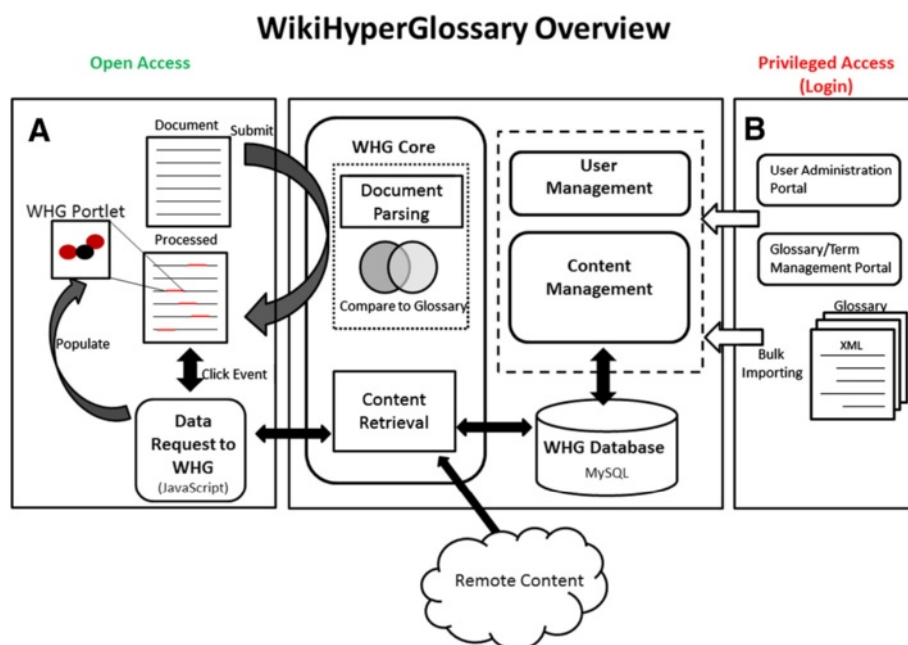 WikiHyperGlossary Overview
Open Access
Privileged Access
(Login)
A
Document
Submit
WHG Portlet
Processed
Populate
Click Event
Data
Request to
WHG
(JavaScript)
WHG Core
Document
Parsing
Compare to Glossary
Content
Retrieval
User
Management
Content
Management
WHG Database
MySQL
Remote Content
B
User Administration
Portal
Glossary/Term
Management Portal
Glossary
XML
Bulk
Importing